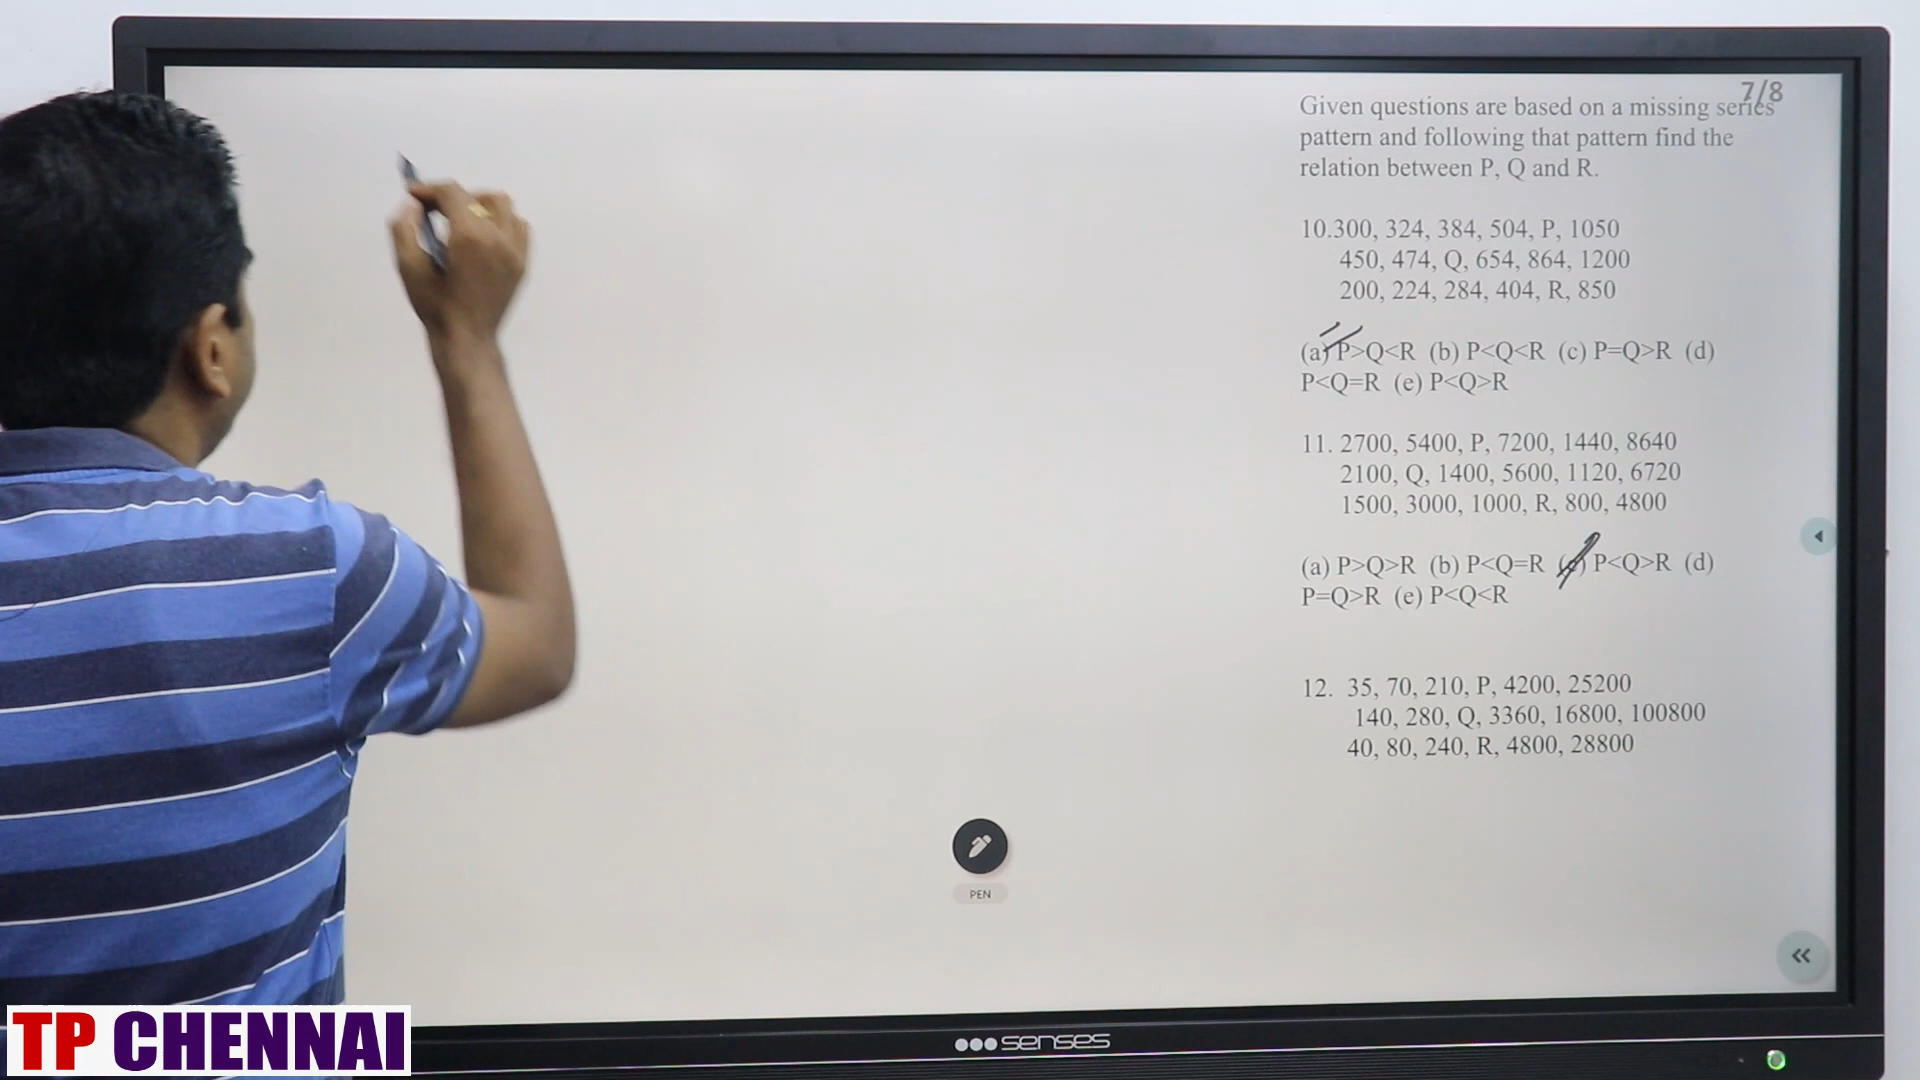 7/8
Given questions are based on a missing series
pattern and following that pattern find the
relation between P, Q and R.
10.300, 324, 384, 504, P, 1050
450, 474, Q, 654, 864, 1200
200, 224, 284, 404, R, 850
(a) P>Q<R (b) P<Q<R (c) P=Q>R (d)
P<Q=R (e) P<Q>R
11. 2700, 5400, P, 7200, 1440, 8640
2100, Q, 1400, 5600, 1120, 6720
1500, 3000, 1000, R, 800, 4800
(a) P>Q>R (b) P<Q=R (c) P<Q>R (d)
P=Q>R (e) P<Q<R
12. 35, 70, 210, P, 4200, 25200
140, 280, Q, 3360, 16800, 100800
40, 80, 240, R, 4800, 28800
PEN
senses
TP CHENNAI